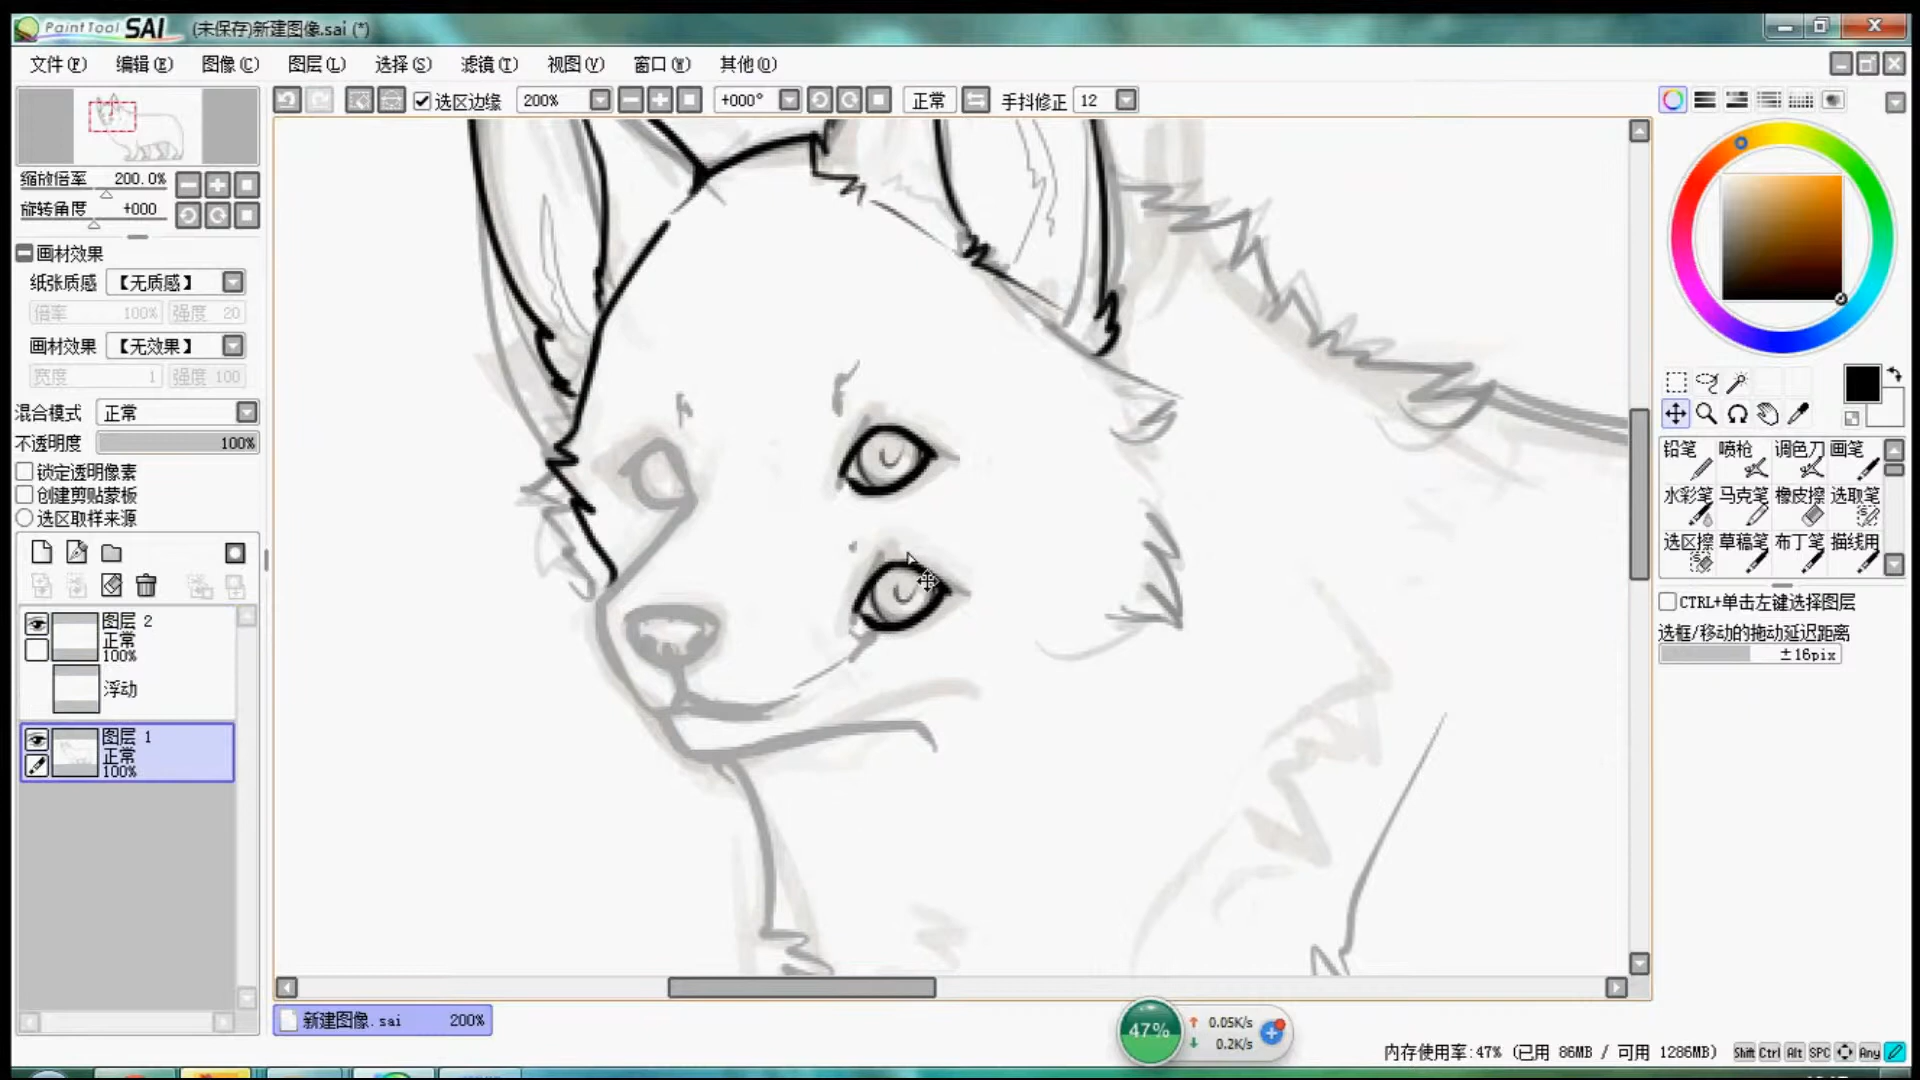 PaintTool SAI (未保存)新建图像.sai (*)
文件(F) 编辑(E) 图像(C) 图层(L) 选择(S) 滤镜(T) 视图(V) 窗口(W) 其他(O)
选区边缘 200% +000° 正常 手抖修正 12
缩放倍率 200.0%
旋转角度 +000
画材效果
纸张质感 【无质感】
倍率 100% 强度 20
画材效果 【无效果】
宽度 1 强度 100
混合模式 正常
不透明度 100%
锁定透明像素
创建剪贴蒙板
选区取样来源
图层 2
正常
100%
浮动
图层 1
正常
100%
铅笔 喷枪 调色刀 画笔
水彩笔 马克笔 橡皮擦 选取笔
选区擦 草稿笔 布丁笔 描线用
CTRL+单击左键选择图层
选框/移动的拖动延迟距离
±16pix
新建图像.sai 200%
47% 0.05K/s
0.2K/s
内存使用率:47% (已用 86MB / 可用 1286MB) Shift Ctrl Alt SPC Any